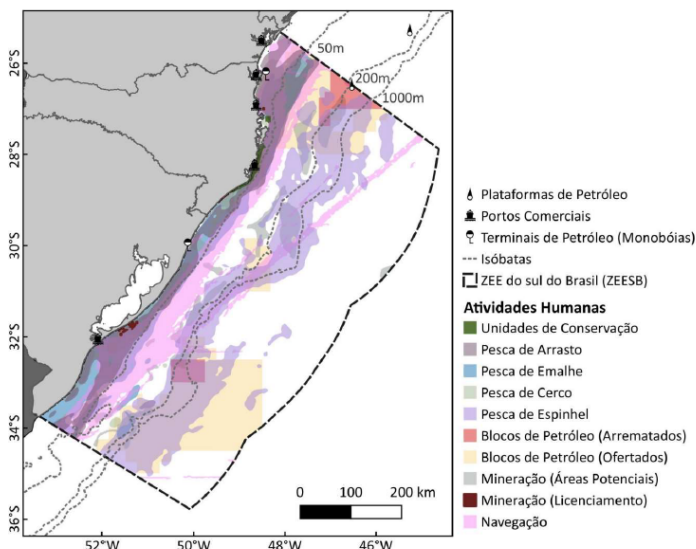 26°S
28°S
30°S
32°S
34°S
36°S
52°W
50°W
48°W
46°W
50m
200m
1000m
0 100 200 km
Plataformas de Petróleo
Portos Comerciais
Terminais de Petróleo (Monobóias)
Isóbatas
ZEE do sul do Brasil (ZEESB)
Atividades Humanas
Unidades de Conservação
Pesca de Arrasto
Pesca de Emalhe
Pesca de Cerco
Pesca de Espinhel
Blocos de Petróleo (Arrematados)
Blocos de Petróleo (Ofertados)
Mineração (Áreas Potenciais)
Mineração (Licenciamento)
Navegação